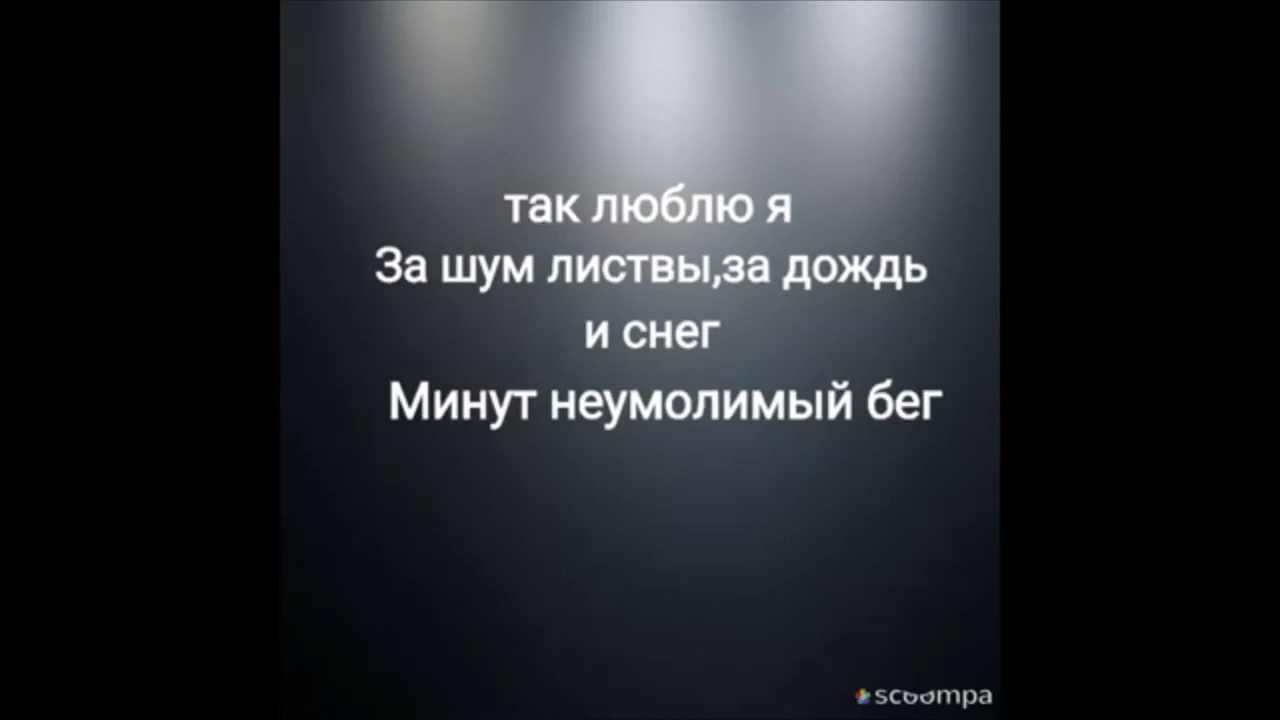 так люблю я
За шум листвы,за дождь
и снег
Минут неумолимый бег
scoompa